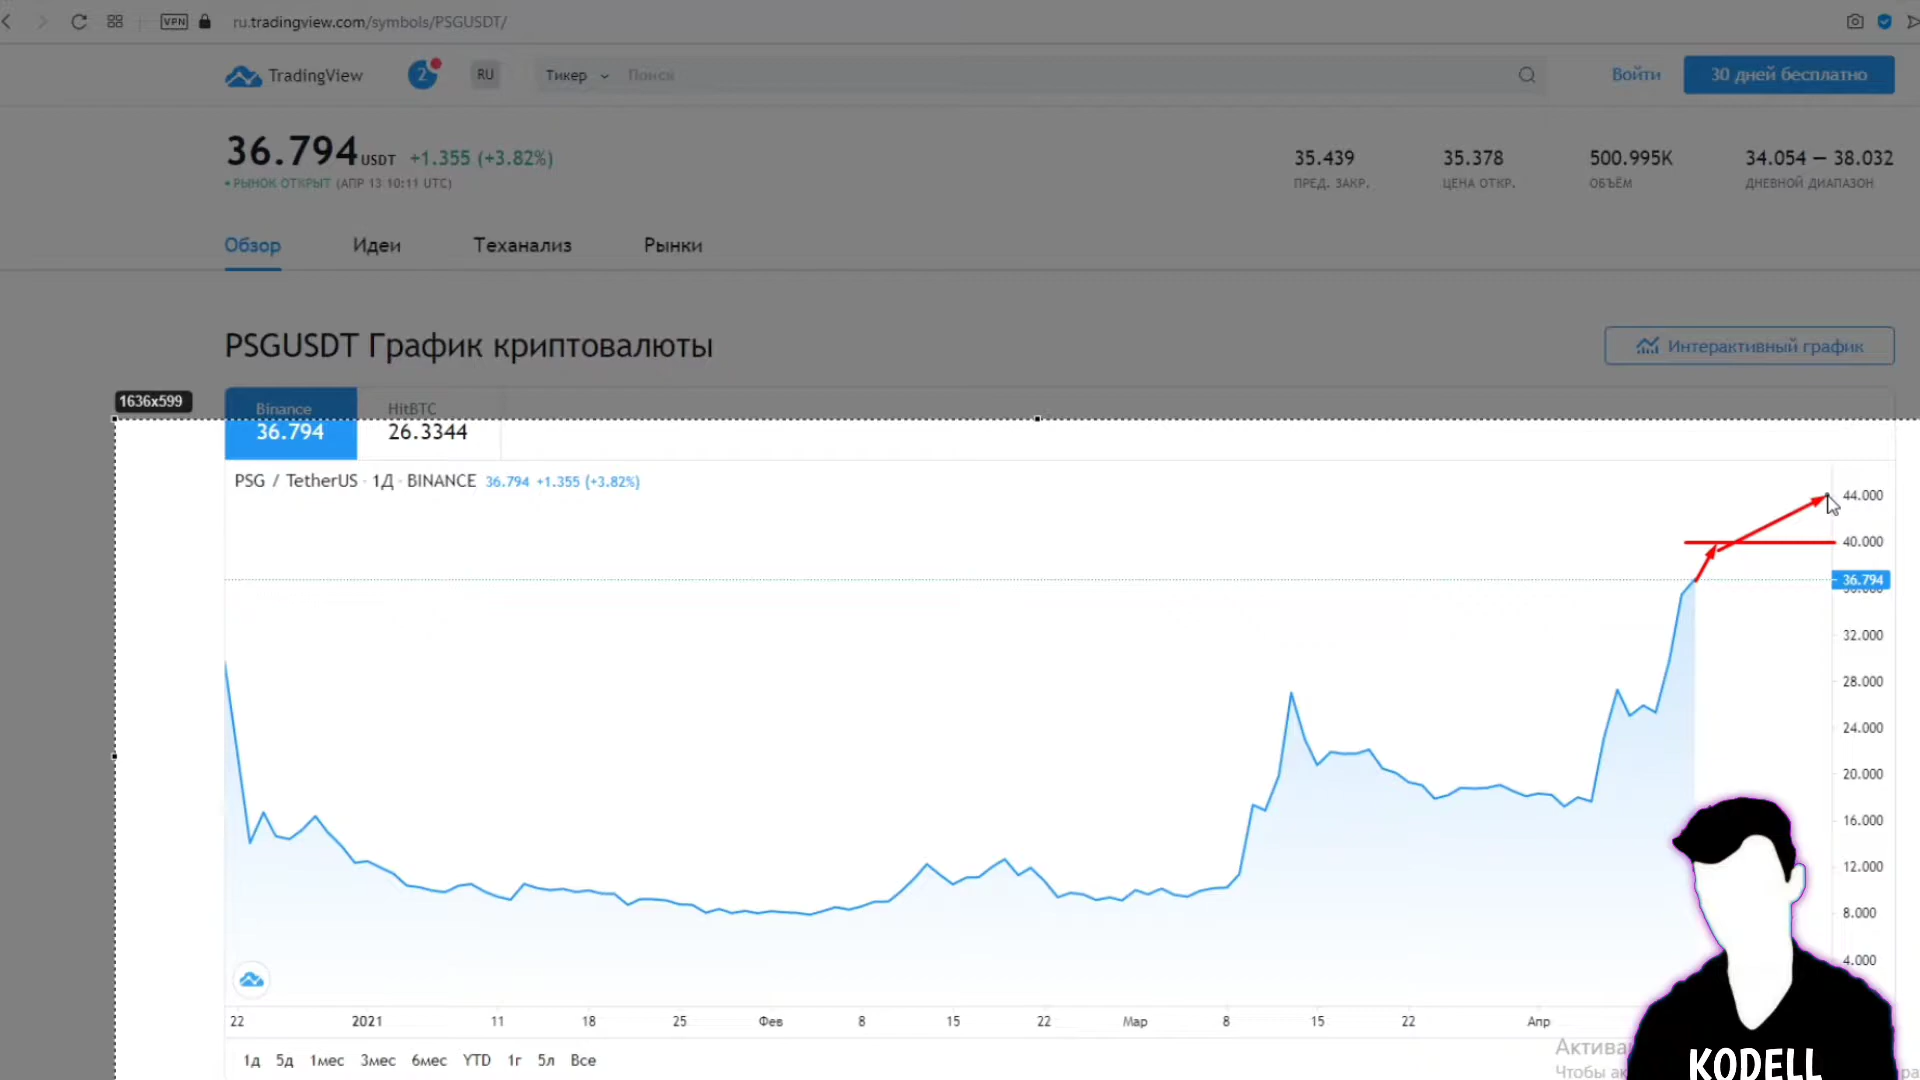 VPN ru.tradingview.com/symbols/PSGUSDT/
TradingView 2 RU Тикер Поиск Войти 30 дней бесплатно
36.794 USDT +1.355 (+3.82%) 35.439 35.378 500.995K 34.054 — 38.032
• РЫНОК ОТКРЫТ (АПР 13 10:11 UTC) ПРЕД. ЗАКР. ЦЕНА ОТКР. ОБЪЁМ ДНЕВНОЙ ДИАПАЗОН
Обзор Идеи Теханализ Рынки
PSGUSDT График криптовалюты Интерактивный график
1636x599
Binance HitBTC
36.794 26.3344
PSG / TetherUS · 1Д · BINANCE 36.794 +1.355 (+3.82%)
44.000
40.000
36.794
32.000
28.000
24.000
20.000
16.000
12.000
8.000
4.000
22 2021 11 18 25 Фев 8 15 22 Мар 8 15 22 Апр
1д 5д 1мес 3мес 6мес YTD 1г 5л Все
KODELL